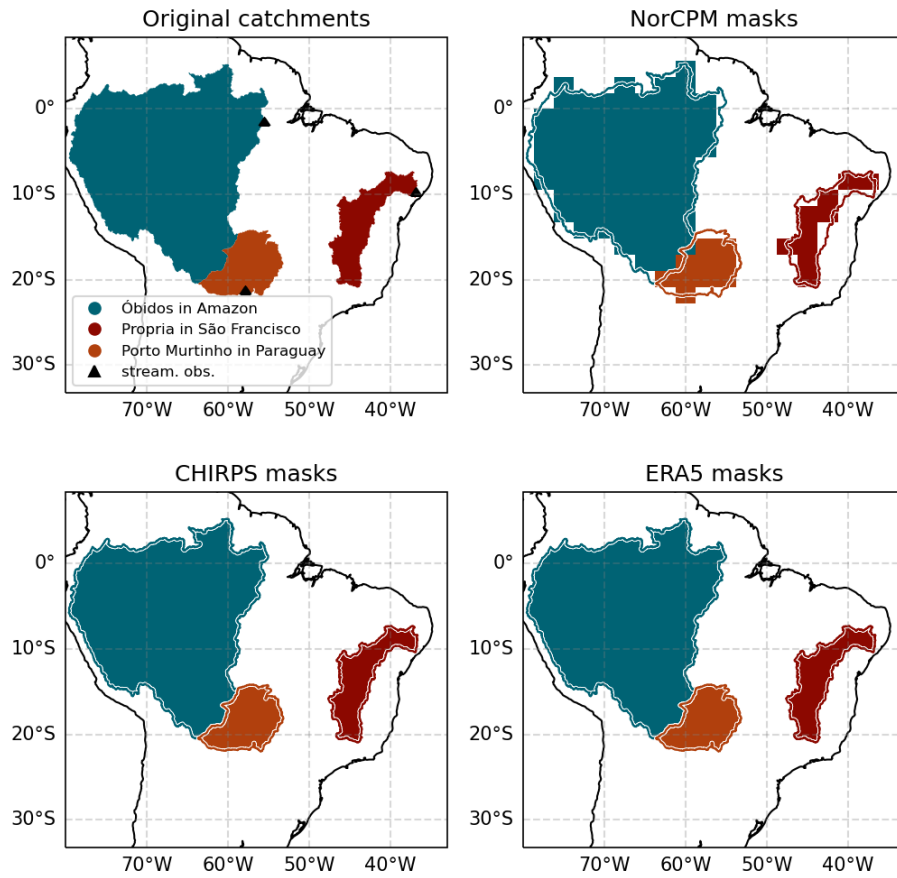 Original catchments
NorCPM masks
0°
10°S
20°S
30°S
Óbidos in Amazon
Propria in São Francisco
Porto Murtinho in Paraguay
stream. obs.
70°W 60°W 50°W 40°W
0°
10°S
20°S
30°S
70°W 60°W 50°W 40°W
CHIRPS masks
ERA5 masks
0°
10°S
20°S
30°S
70°W 60°W 50°W 40°W
0°
10°S
20°S
30°S
70°W 60°W 50°W 40°W